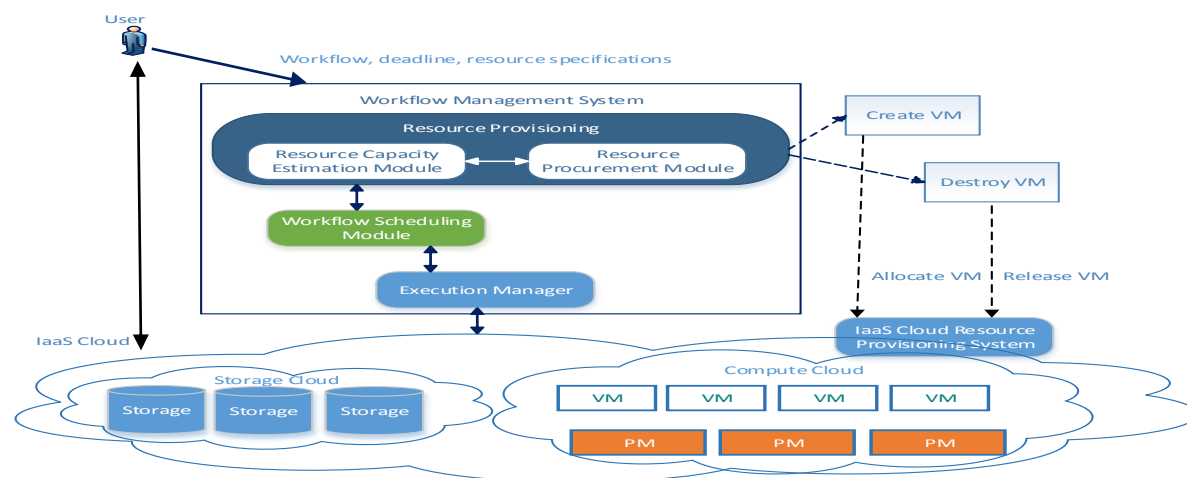 User
Workflow, deadline, resource specifications
Workflow Management System
Resource Provisioning
Resource Capacity
Estimation Module
Resource
Procurement Module
Create VM
Destroy VM
Workflow Scheduling
Module
Execution Manager
Allocate VM
Release VM
IaaS Cloud
IaaS Cloud Resource
Provisioning System
Storage Cloud
Compute Cloud
Storage
Storage
Storage
VM
VM
VM
VM
PM
PM
PM